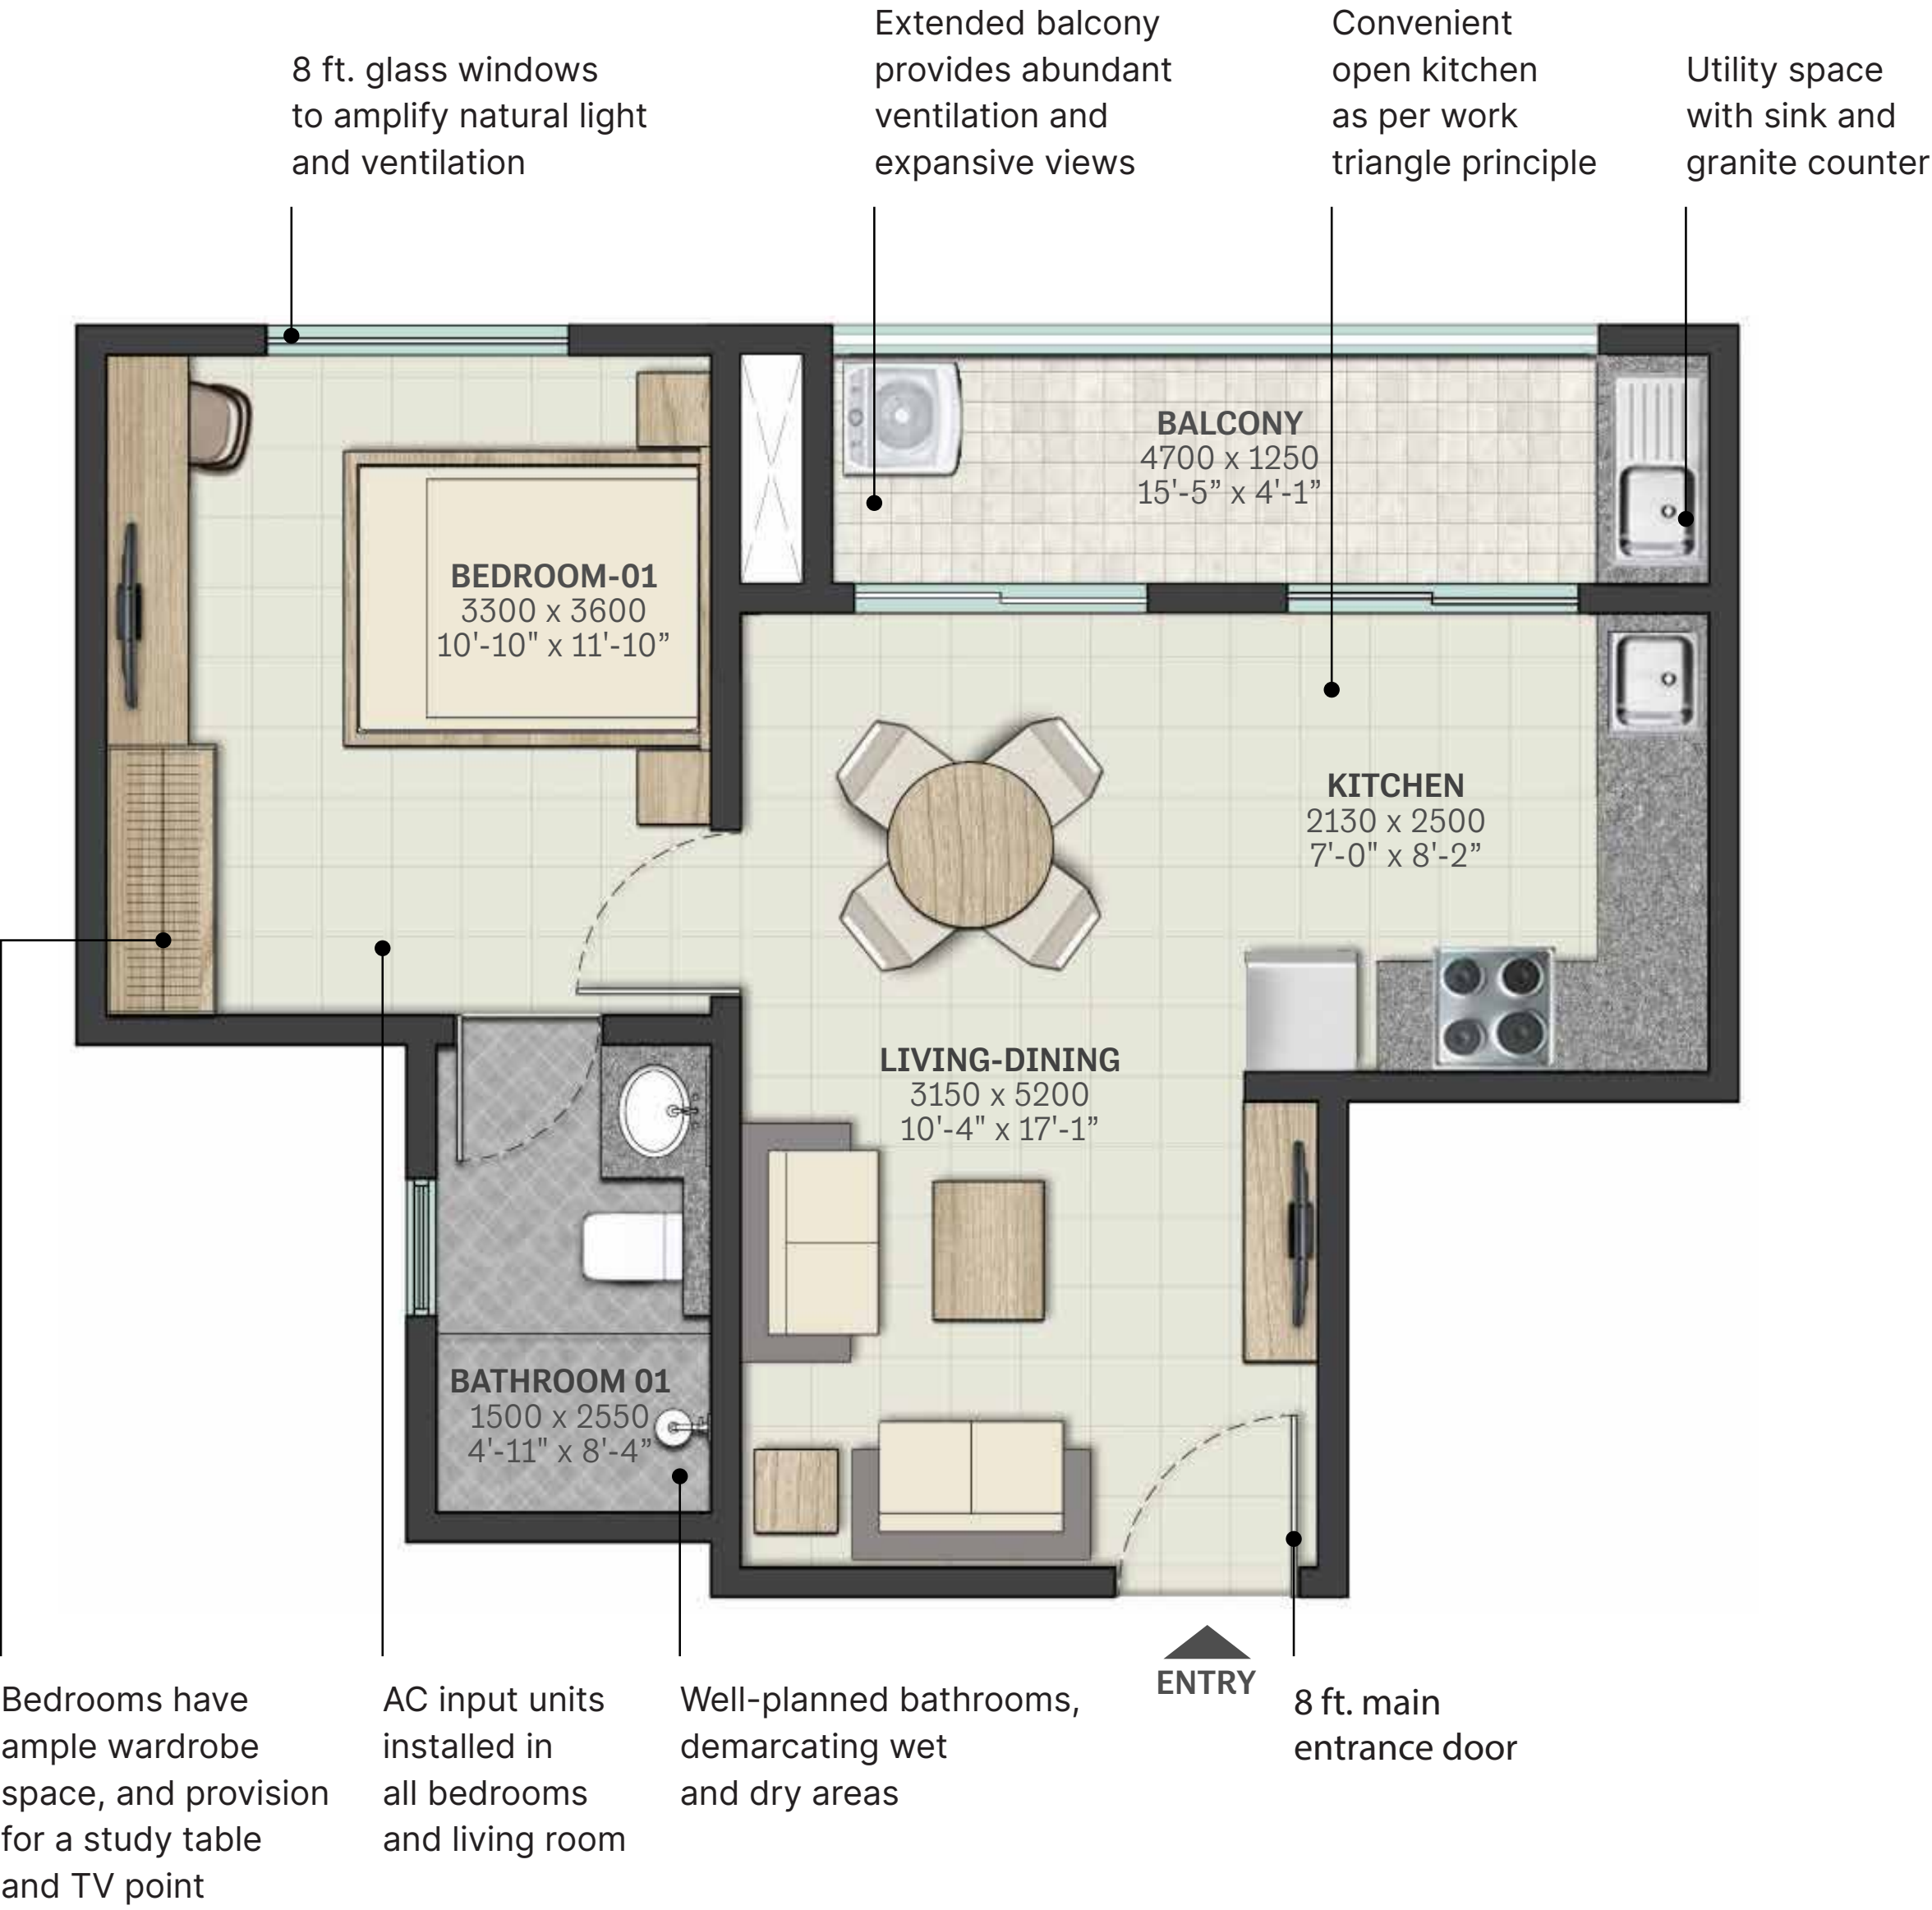 8 ft. glass windows
to amplify natural light
and ventilation
Extended balcony
provides abundant
ventilation and
expansive views
Convenient
open kitchen
as per work
triangle principle
Utility space
with sink and
granite counter
BALCONY
4700 x 1250
15'-5” x 4'-1”
BEDROOM-01
3300 x 3600
10'-10" x 11'-10”
KITCHEN
2130 x 2500
7'-0" x 8'-2”
LIVING-DINING
3150 x 5200
10'-4" x 17'-1”
BATHROOM 01
1500 x 2550
4'-11" x 8'-4”
ENTRY
Bedrooms have
ample wardrobe
space, and provision
for a study table
and TV point
AC input units
installed in
all bedrooms
and living room
Well-planned bathrooms,
demarcating wet
and dry areas
8 ft. main
entrance door